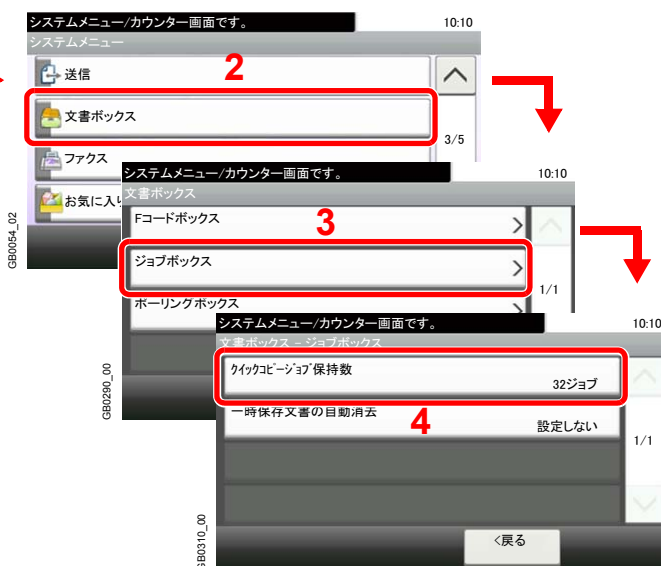 システムメニュー/カウンター画面です。 10:10
システムメニュー
送信
2
文書ボックス
3/5
ファクス
お気に入り
GB0054_02
システムメニュー/カウンター画面です。 10:10
文書ボックス
Fコードボックス
3
ジョブボックス
1/1
ポーリングボックス
GB0290_00
システムメニュー/カウンター画面です。 10:10
文書ボックス - ジョブボックス
クイックコピージョブ保持数
32ジョブ
一時保存文書の自動消去
4
設定しない
1/1
<戻る
GB0310_00